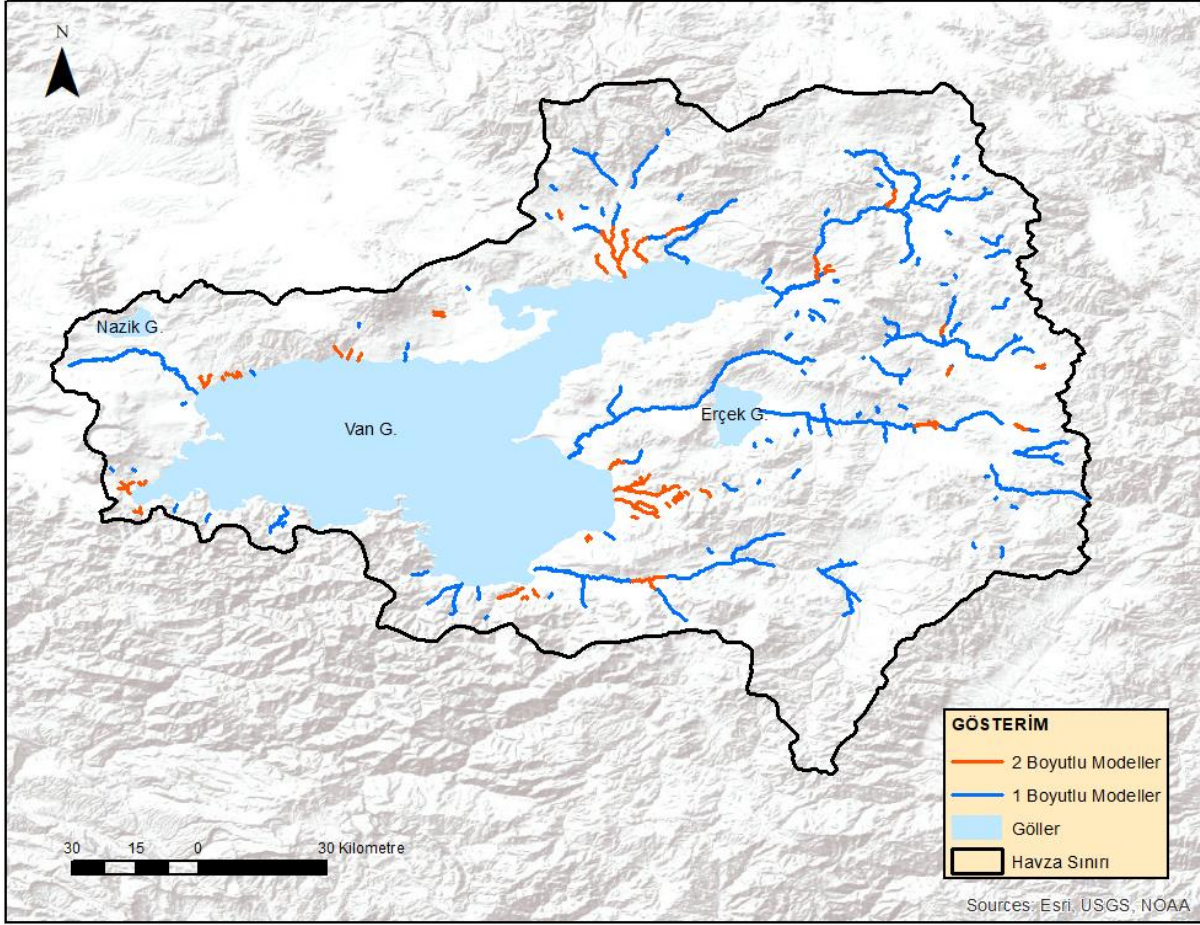 N
Nazik G.
Van G.
Erçek G.
GÖSTERİM
2 Boyutlu Modeller
1 Boyutlu Modeller
Göller
Havza Sınırı
30 15 0 30 Kilometre
Sources: Esri, USGS, NOAA